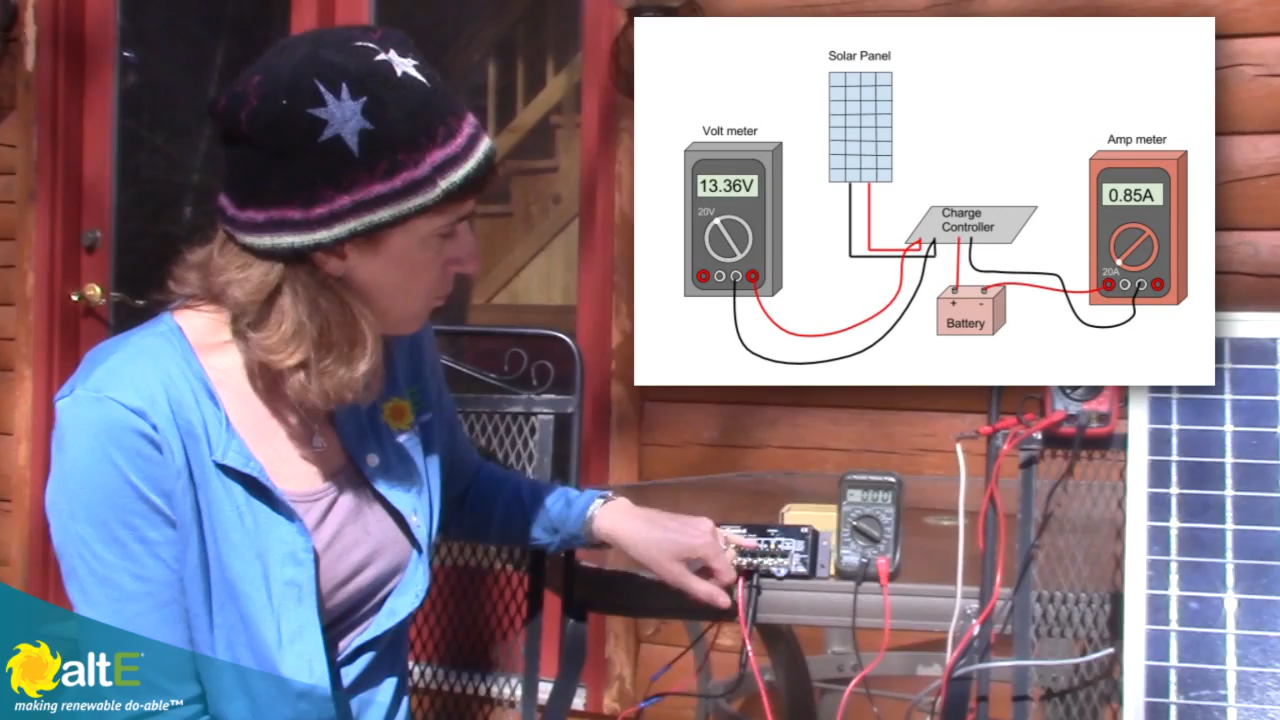 Solar Panel
Volt meter
Amp meter
13.36V
20V
Charge
Controller
0.85A
20A
+ -
Battery
000
altE
making renewable do-able™